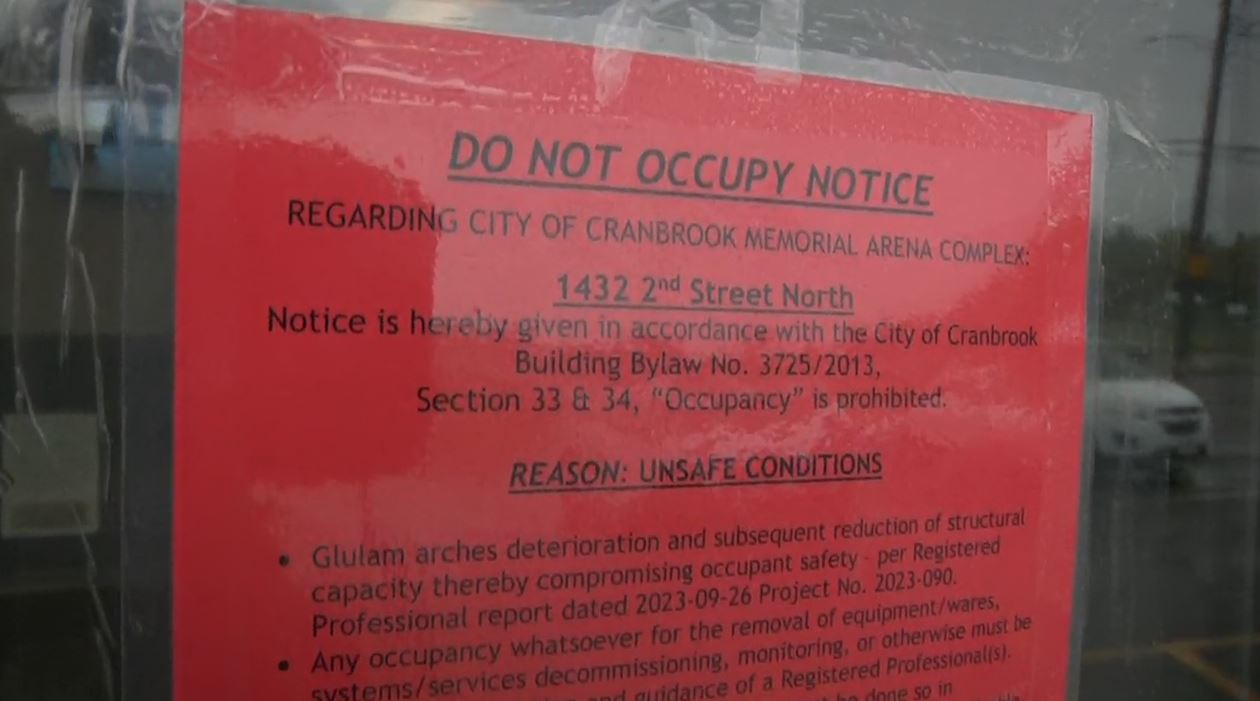 DO NOT OCCUPY NOTICE
REGARDING CITY OF CRANBROOK MEMORIAL ARENA COMPLEX:
1432 2nd Street North
Notice is hereby given in accordance with the City of Cranbrook
Building Bylaw No. 3725/2013,
Section 33 & 34, “Occupancy” is prohibited.
REASON: UNSAFE CONDITIONS
• Glulam arches deterioration and subsequent reduction of structural
capacity thereby compromising occupant safety - per Registered
Professional report dated 2023-09-26 Project No. 2023-090.
• Any occupancy whatsoever for the removal of equipment/wares,
systems/services decommissioning, monitoring, or otherwise must be
and guidance of a Registered Professional(s).
be done so in